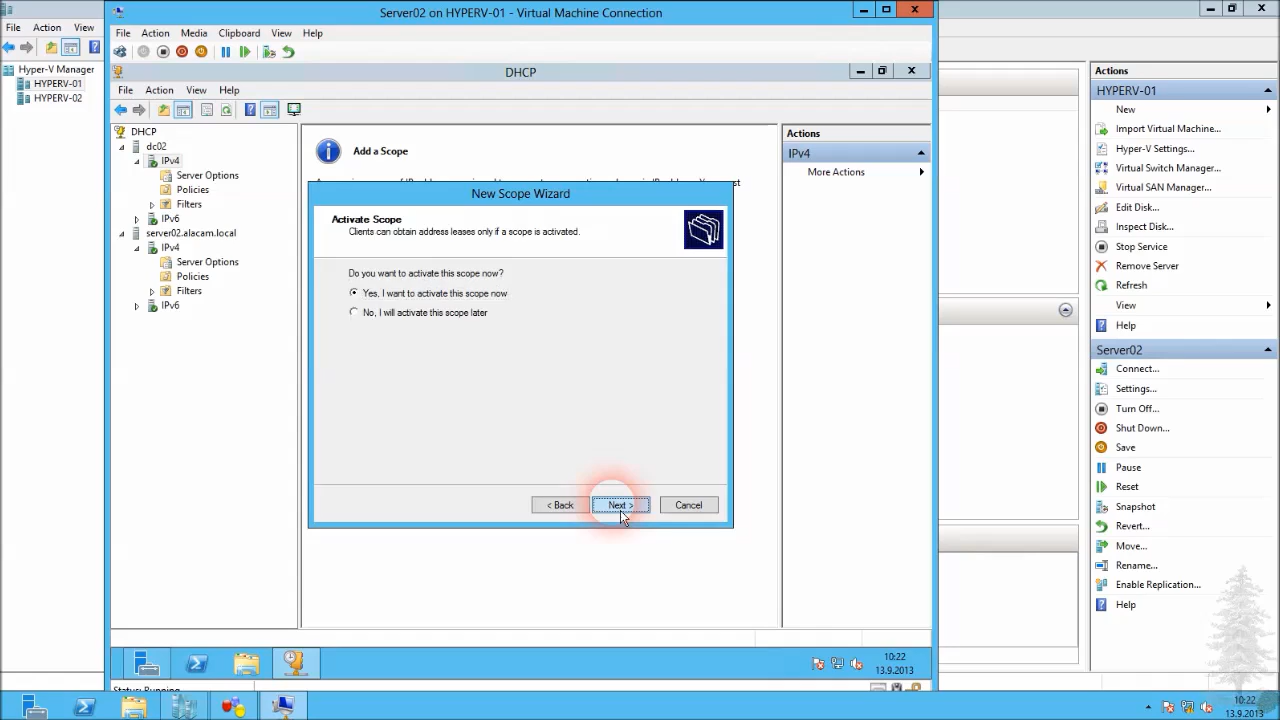 Server02 on HYPERV-01 - Virtual Machine Connection
File Action View
File Action Media Clipboard View Help
Hyper-V Manager
HYPERV-01
HYPERV-02
DHCP
File Action View Help
DHCP
dc02
IPv4
Server Options
Policies
Filters
IPv6
server02.alacam.local
IPv4
Server Options
Policies
Filters
IPv6
Add a Scope
New Scope Wizard
Activate Scope
Clients can obtain address leases only if a scope is activated.
Do you want to activate this scope now?
Yes, I want to activate this scope now
No, I will activate this scope later
< Back Next > Cancel
Actions
IPv4
More Actions
Actions
HYPERV-01
New
Import Virtual Machine...
Hyper-V Settings...
Virtual Switch Manager...
Virtual SAN Manager...
Edit Disk...
Inspect Disk...
Stop Service
Remove Server
Refresh
View
Help
Server02
Connect...
Settings...
Turn Off...
Shut Down...
Save
Pause
Reset
Snapshot
Revert...
Move...
Rename...
Enable Replication...
Help
10:22
13.9.2013
Status: Running
10:22
13.9.2013